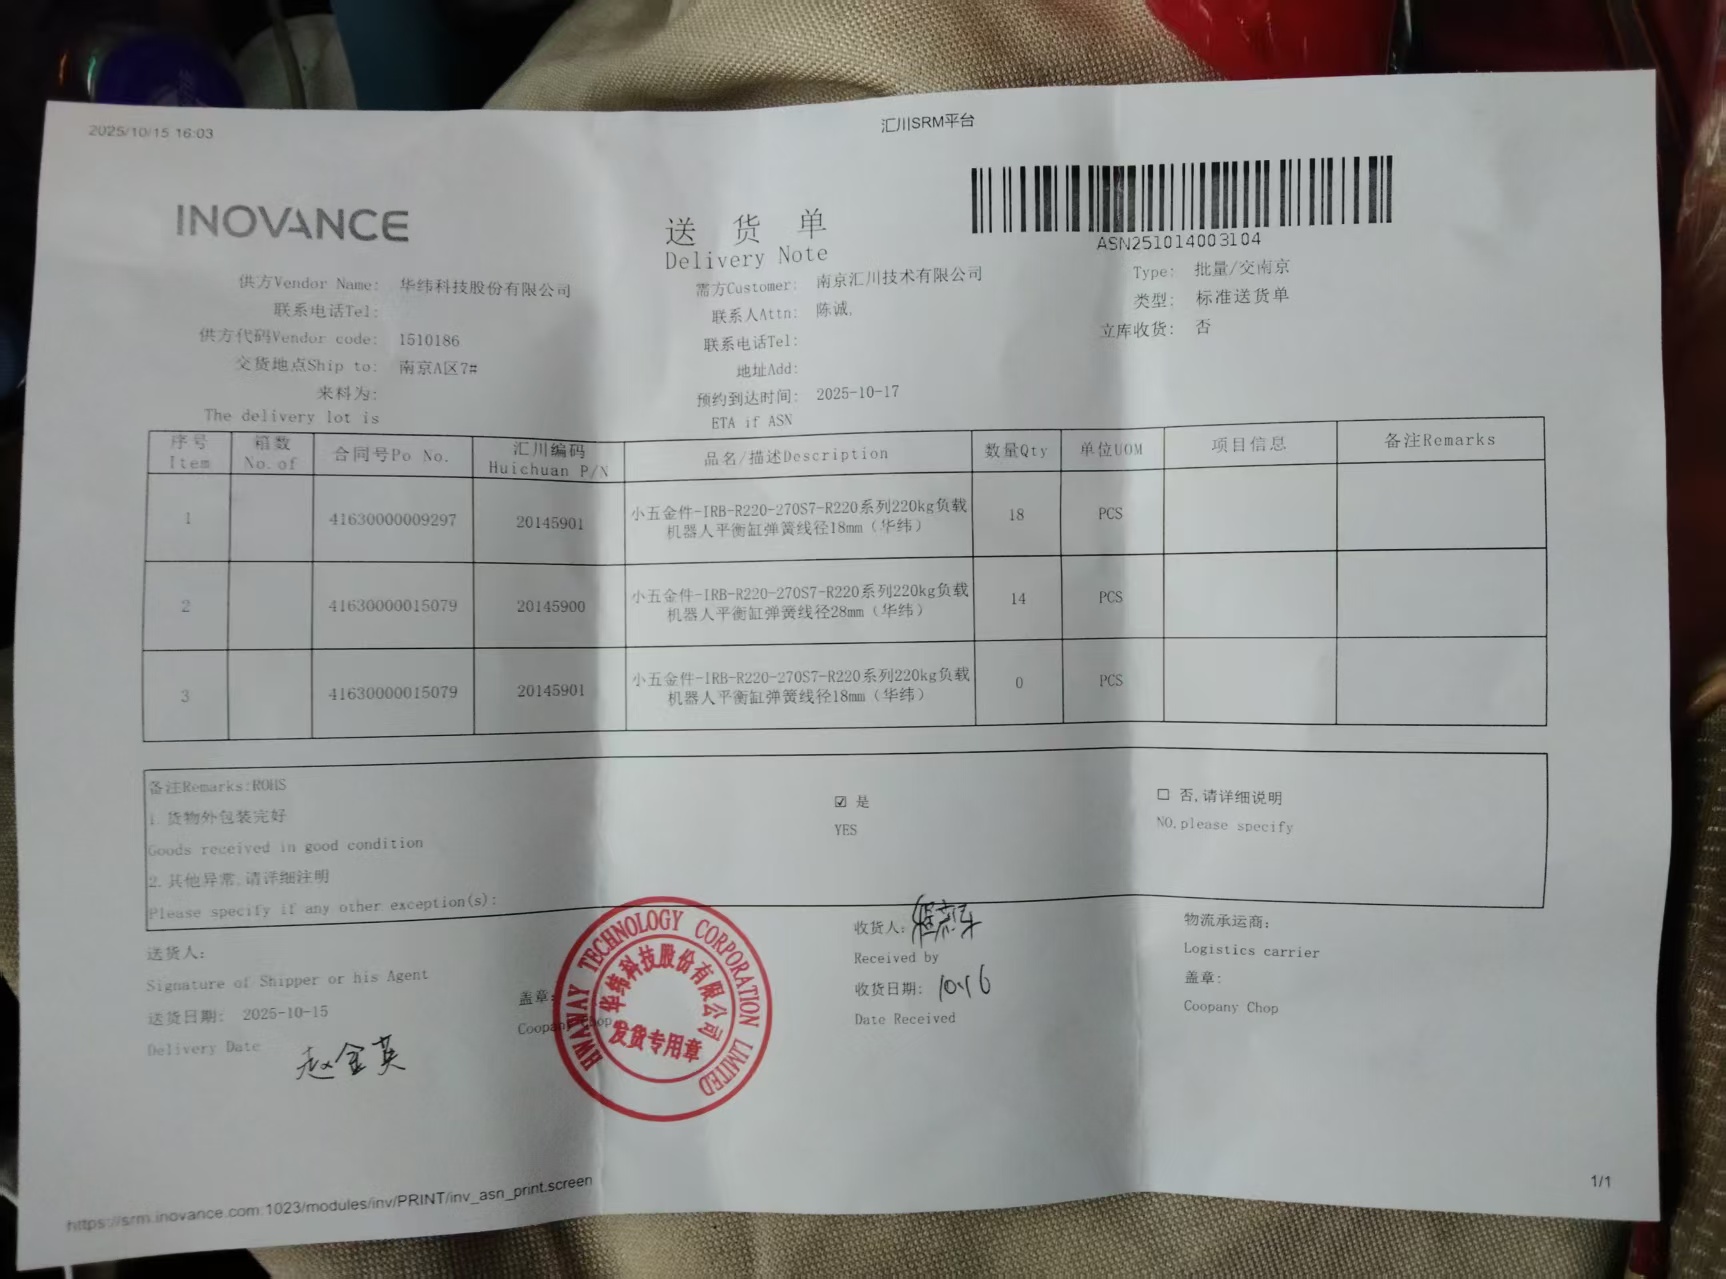 2025/10/15 16:03
汇川SRM平台
INOVANCE
送 货 单
Delivery Note
ASN251014003104
供方Vendor Name: 华纬科技股份有限公司
联系电话Tel:
供方代码Vendor code: 1510186
交货地点Ship to: 南京A区7#
来料为:
The delivery lot is
需方Customer: 南京汇川技术有限公司
联系人Attn: 陈诚,
联系电话Tel:
地址Add:
预约到达时间: 2025-10-17
ETA if ASN
Type: 批量/交南京
类型: 标准送货单
立库收货: 否
序号 箱数 合同号Po No. 汇川编码 品名/描述Description 数量Qty 单位UOM 项目信息 备注Remarks
Item No.of Huichuan P/N
1 41630000009297 20145901 小五金件-IRB-R220-270S7-R220系列220kg负载 18 PCS
机器人平衡缸弹簧线径18mm（华纬）
2 41630000015079 20145900 小五金件-IRB-R220-270S7-R220系列220kg负载 14 PCS
机器人平衡缸弹簧线径28mm（华纬）
3 41630000015079 20145901 小五金件-IRB-R220-270S7-R220系列220kg负载 0 PCS
机器人平衡缸弹簧线径18mm（华纬）
备注Remarks:ROHS
1. 货物外包装完好
Goods received in good condition
2. 其他异常,请详细注明
Please specify if any other exception(s):
☑ 是
YES
☐ 否,请详细说明
NO,please specify
送货人:
Signature of Shipper or his Agent
送货日期: 2025-10-15
Delivery Date
赵金英
盖章:
Coopany Chop
HWAWAY TECHNOLOGY CORPORATION LIMITED
华纬科技股份有限公司
发货专用章
收货人:
Received by
收货日期: 10.16
Date Received
物流承运商:
Logistics carrier
盖章:
Coopany Chop
https://srm.inovance.com:1023/modules/inv/PRINT/inv_asn_print.screen
1/1